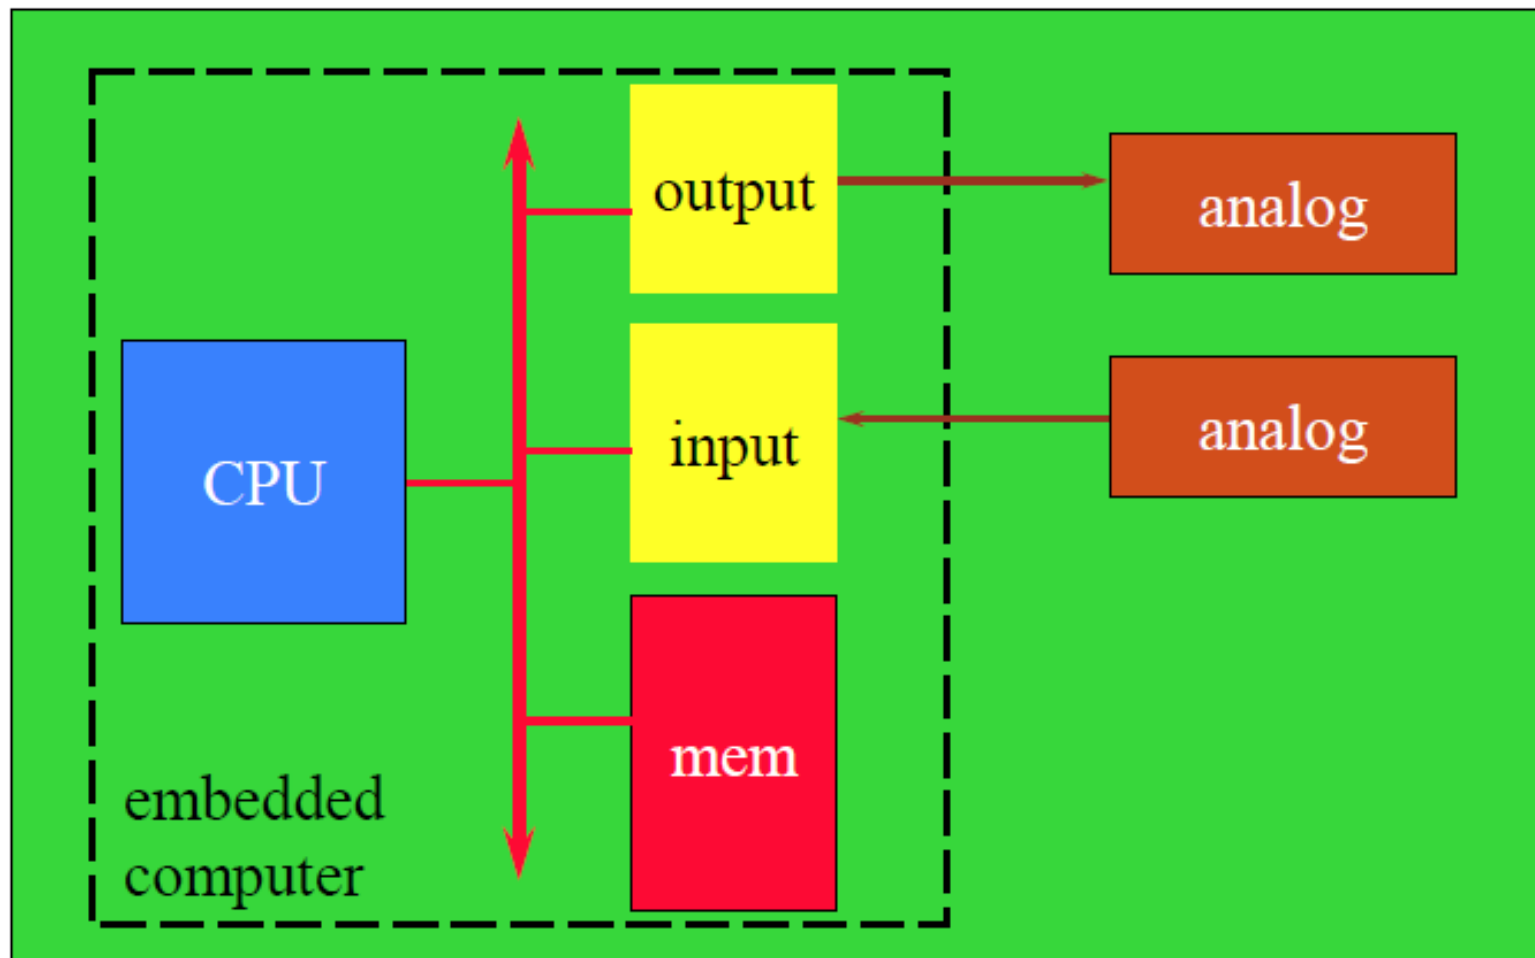 output
analog
input
analog
CPU
mem
embedded
computer